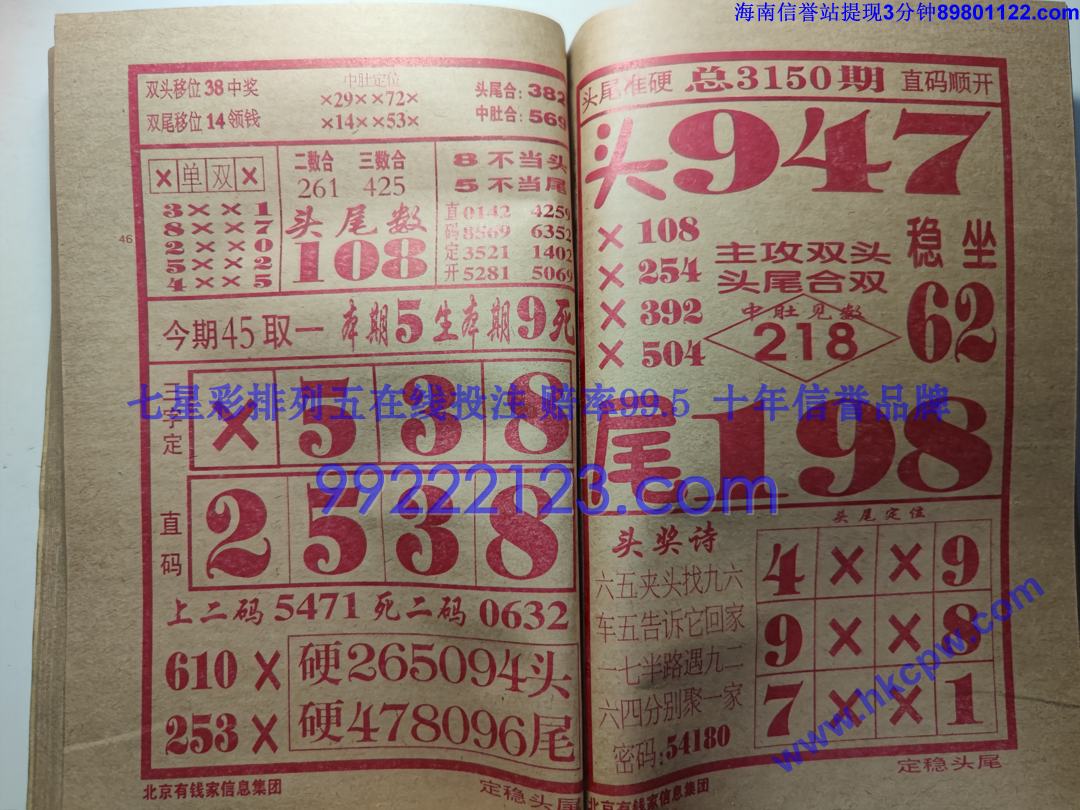 海南信誉站提现3分钟89801122.com
双头移位38中奖
双尾移位14领钱
中肚定位
×29××72×
×14××53×
头尾合:382
中肚合:569
×单双×
3××1
8××7
2××0
5××2
4××5
二数合 三数合
261 425
头尾数
108
8不当头
5不当尾
直0142 4259
码8569 6352
定3521 1402
开5281 5069
46
今期45取一 本期5生本期9死
三字定
×538
直码
2538
上二码5471死二码0632
610× 硬265094头
253× 硬478096尾
北京有钱家信息集团
定稳头尾
头尾准硬 总3150期 直码顺开
头947
×108
×254
×392
×504
主攻双头
头尾合双
中肚见数
218
稳坐
62
尾198
头奖诗
六五夹头找九六
车五告诉它回家
一七半路遇九二
六四分别聚一家
密码:54180
头尾定位
4××9
9××8
7××1
北京有钱家信息集团
定稳头尾
七星彩排列五在线投注 赔率99.5 十年信誉品牌
99222123.com
www.hkcpw.com